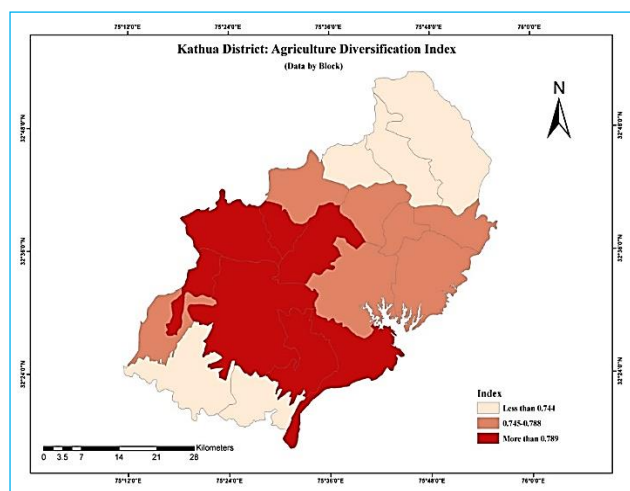 75°12'0"E 75°24'0"E 75°36'0"E 75°48'0"E 76°0'0"E
Kathua District: Agriculture Diversification Index
(Data by Block)
N
32°48'0"N 32°48'0"N
32°36'0"N 32°36'0"N
32°24'0"N 32°24'0"N
Index
Less than 0.744
0.745-0.788
More than 0.789
Kilometers
0 3.5 7 14 21 28
75°12'0"E 75°24'0"E 75°36'0"E 75°48'0"E 76°0'0"E